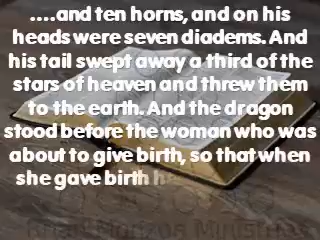 ....and ten horns, and on his
heads were seven diadems. And
his tail swept away a third of the
stars of heaven and threw them
to the earth. And the dragon
stood before the woman who was
about to give birth, so that when
she gave birth